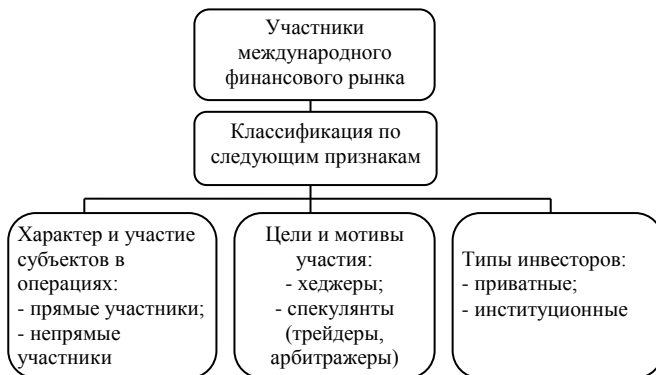 Участники
международного
финансового рынка
Классификация по
следующим признакам
Характер и участие
субъектов в
операциях:
- прямые участники;
- непрямые
участники
Цели и мотивы
участия:
- хеджеры;
- спекулянты
(трейдеры,
арбитражеры)
Типы инвесторов:
- приватные;
- институционные